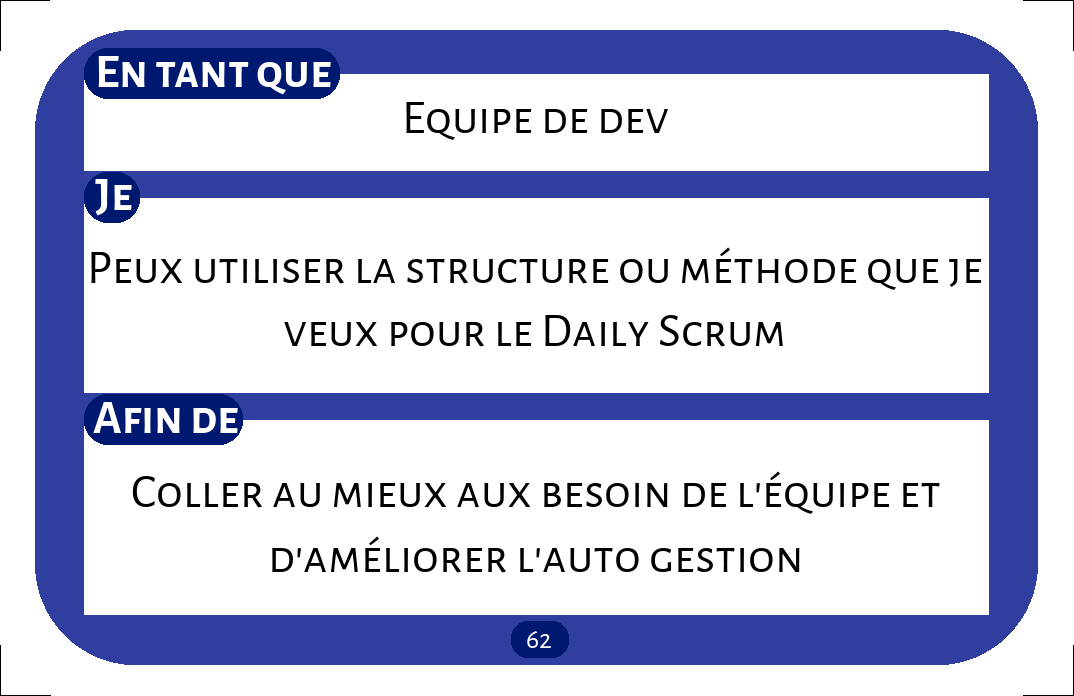 En tant que
Equipe de dev
Je
Peux utiliser la structure ou méthode que je
veux pour le Daily Scrum
Afin de
Coller au mieux aux besoin de l'équipe et
d'améliorer l'auto gestion
62